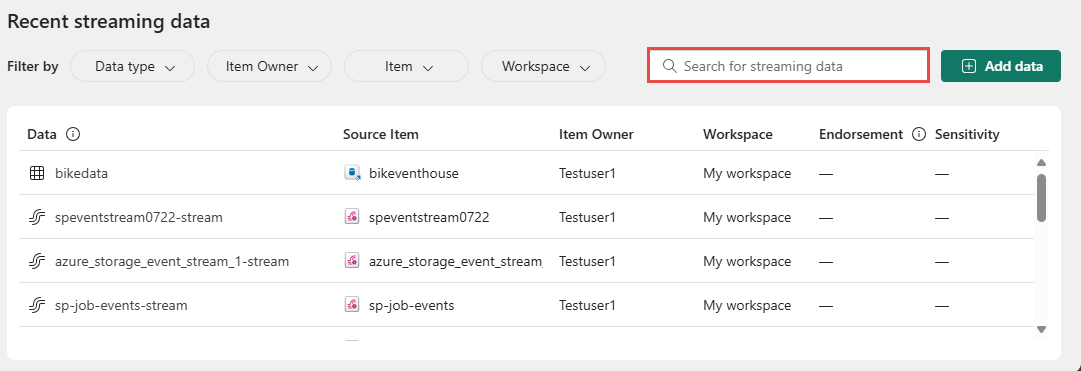 Recent streaming data
Filter by Data type Item Owner Item Workspace Search for streaming data Add data
Data Source Item Item Owner Workspace Endorsement Sensitivity
bikedata bikeventhouse Testuser1 My workspace — —
speventstream0722-stream speventstream0722 Testuser1 My workspace — —
azure_storage_event_stream_1-stream azure_storage_event_stream_ Testuser1 My workspace — —
sp-job-events-stream sp-job-events Testuser1 My workspace — —